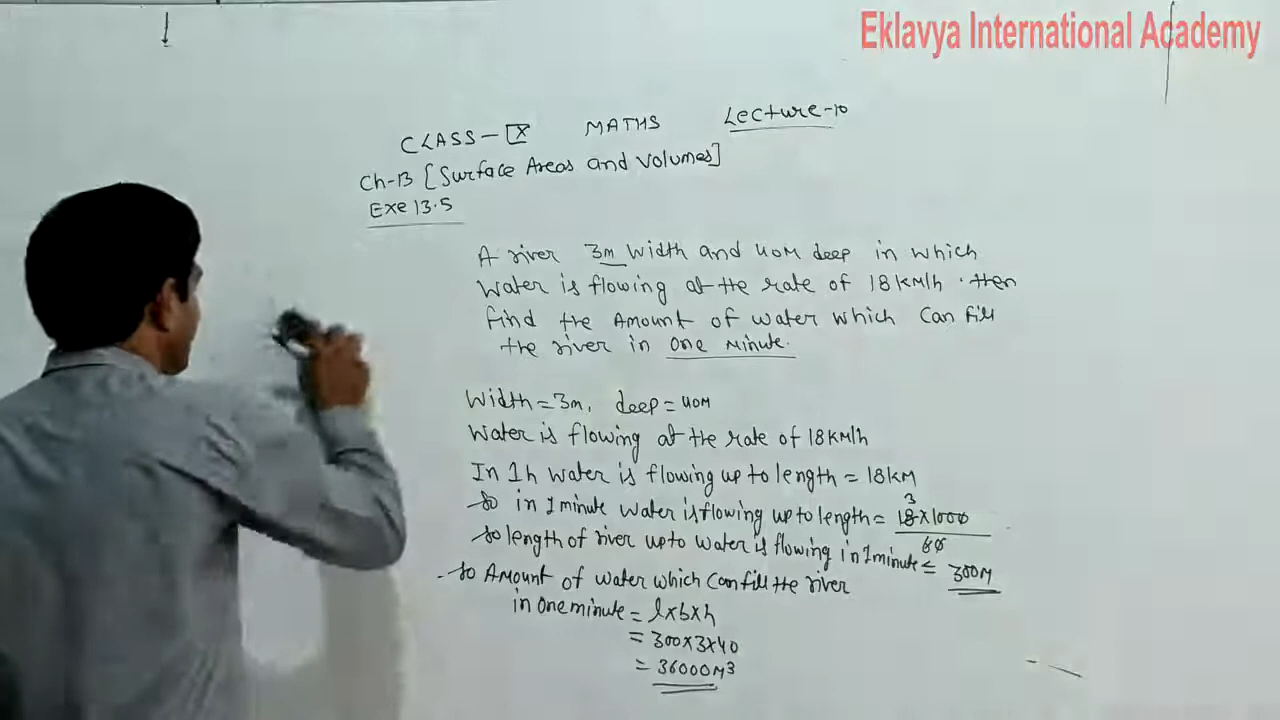 Eklavya International Academy
CLASS-IX MATHS Lecture-10
Ch-13 [Surface Areas and Volumes]
Exe 13.5
A river 3m width and 40M deep in which
Water is flowing at the rate of 18KM/h . then
find the Amount of water which can fill
the river in one Minute.
Width = 3m, deep = 40M
Water is flowing at the rate of 18KM/h
In 1h Water is flowing up to length = 18KM
So in 1 minute water is flowing up to length = 18×1000
3
60
So length of river up to water is flowing in 1 minute = 300M
So Amount of water which can fill the river
in one minute = l×b×h
= 300×3×40
= 36000M3